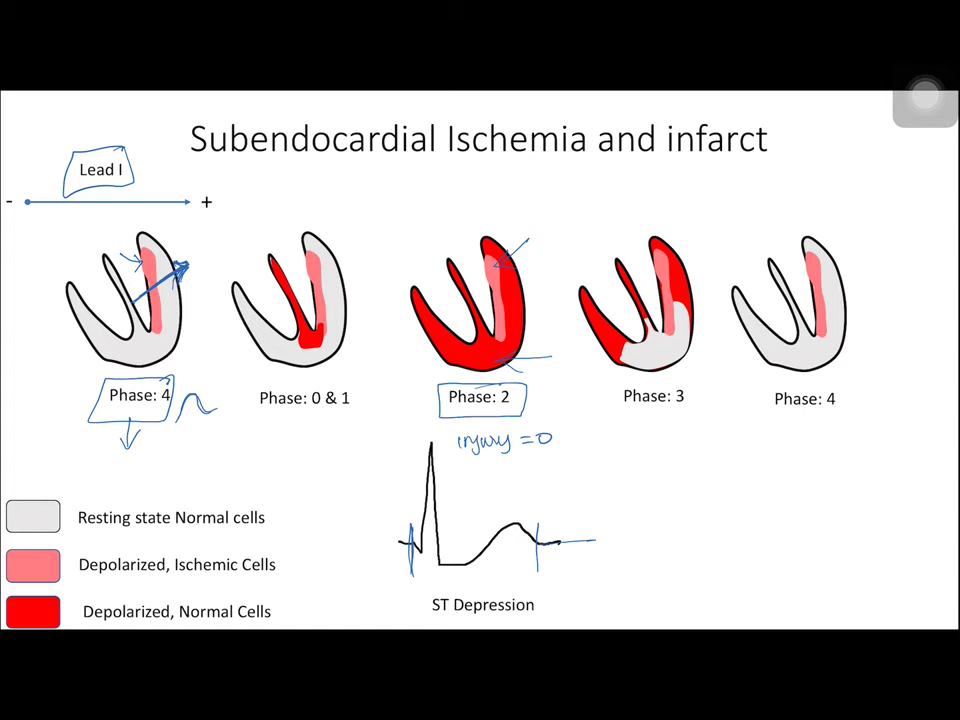 Subendocardial Ischemia and infarct
Lead I
- +
Phase: 4
Phase: 0 & 1
Phase: 2
Phase: 3
Phase: 4
injury = 0
Resting state Normal cells
Depolarized, Ischemic Cells
Depolarized, Normal Cells
ST Depression